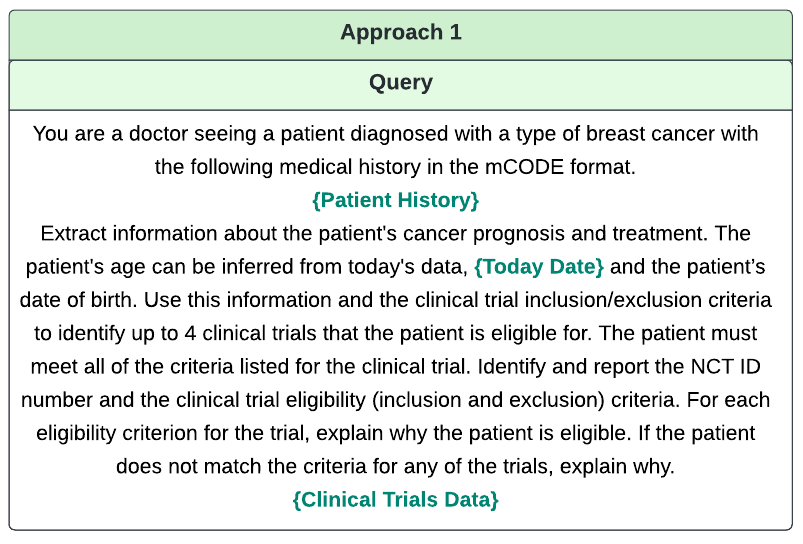 Approach 1
Query
You are a doctor seeing a patient diagnosed with a type of breast cancer with
the following medical history in the mCODE format.
{Patient History}
Extract information about the patient's cancer prognosis and treatment. The
patient's age can be inferred from today's data, {Today Date} and the patient’s
date of birth. Use this information and the clinical trial inclusion/exclusion criteria
to identify up to 4 clinical trials that the patient is eligible for. The patient must
meet all of the criteria listed for the clinical trial. Identify and report the NCT ID
number and the clinical trial eligibility (inclusion and exclusion) criteria. For each
eligibility criterion for the trial, explain why the patient is eligible. If the patient
does not match the criteria for any of the trials, explain why.
{Clinical Trials Data}